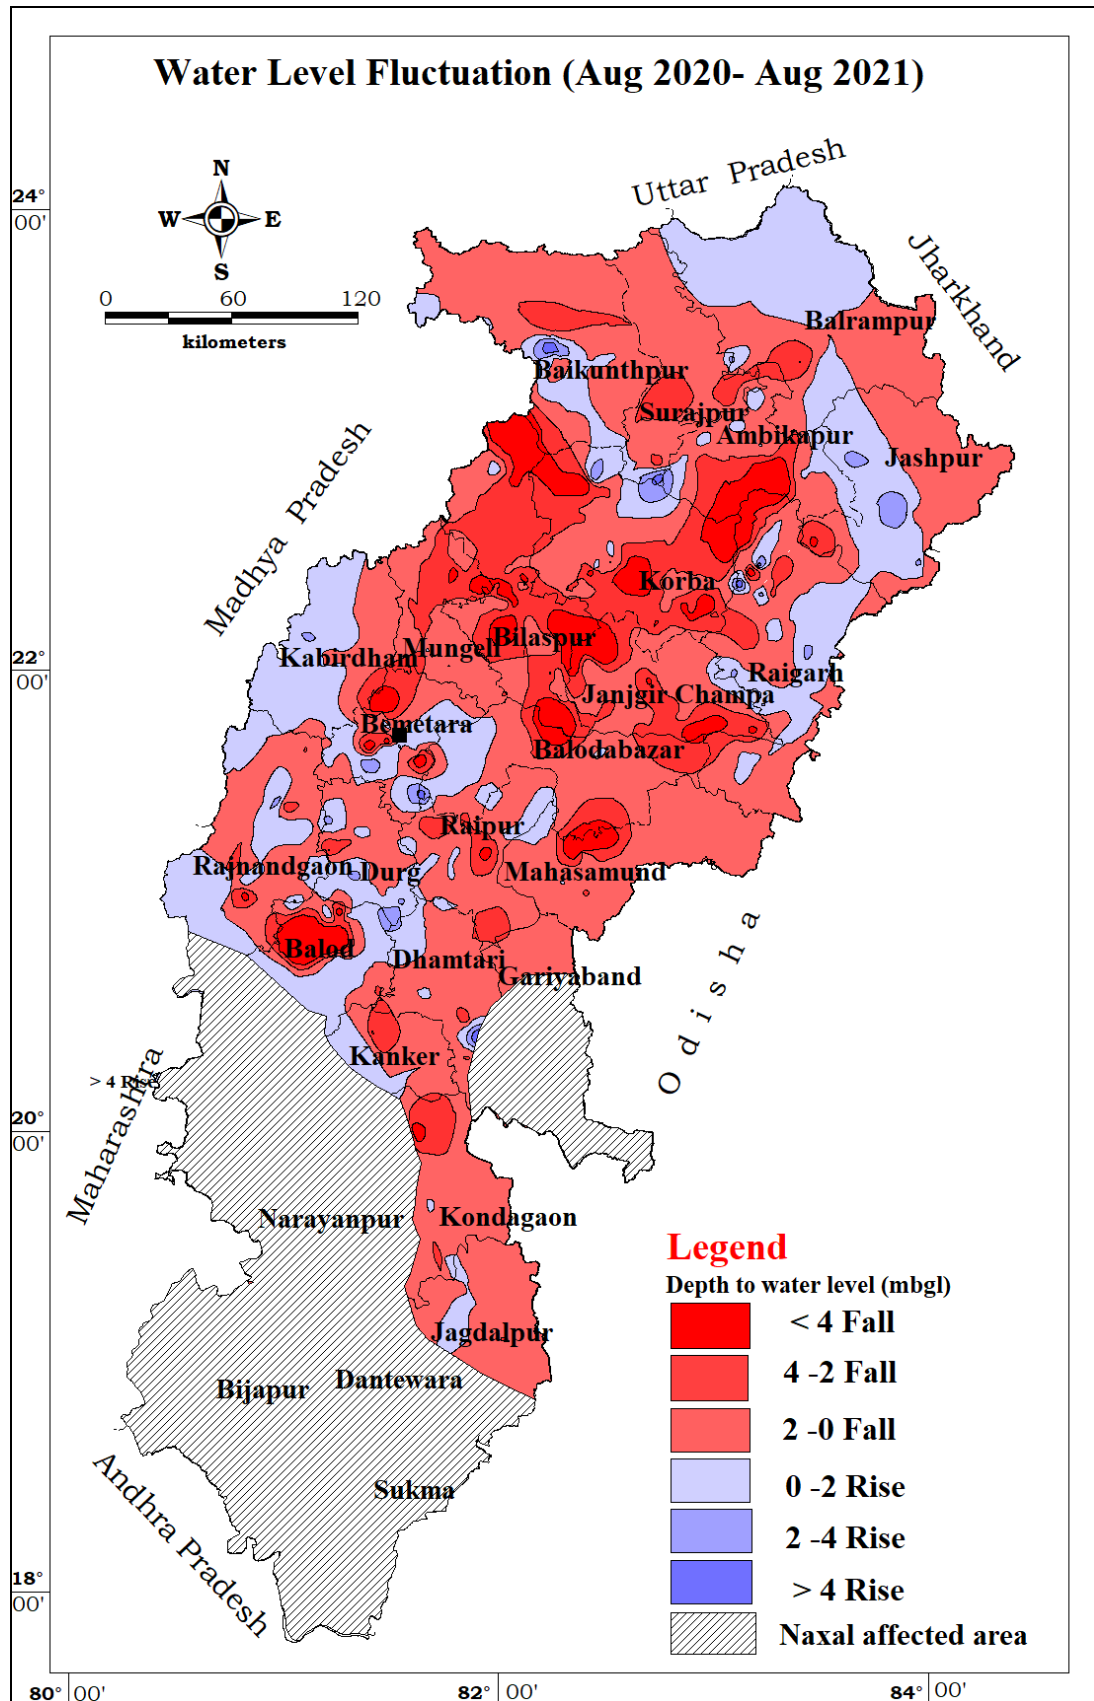 Water Level Fluctuation (Aug 2020- Aug 2021)
Uttar Pradesh
N
W E
S
24°
00'
Jharkhand
0 60 120
kilometers
Balrampur
Baikunthpur
Surajpur
Ambikapur
Jashpur
Madhya Pradesh
Korba
Bilaspur
Mungeli
Kabirdham
22°
00'
Raigarh
Janjgir Champa
Bemetara
Balodabazar
Raipur
Rajnandgaon
Durg
Mahasamund
Balod
Dhamtari
Gariyaband
Odisha
Kanker
> 4 Rise
Maharashtra
20°
00'
Narayanpur
Kondagaon
Jagdalpur
Dantewara
Bijapur
Sukma
Andhra Pradesh
Legend
Depth to water level (mbgl)
< 4 Fall
4 -2 Fall
2 -0 Fall
0 -2 Rise
2 -4 Rise
> 4 Rise
Naxal affected area
18°
00'
80° 00'
82° 00'
84° 00'